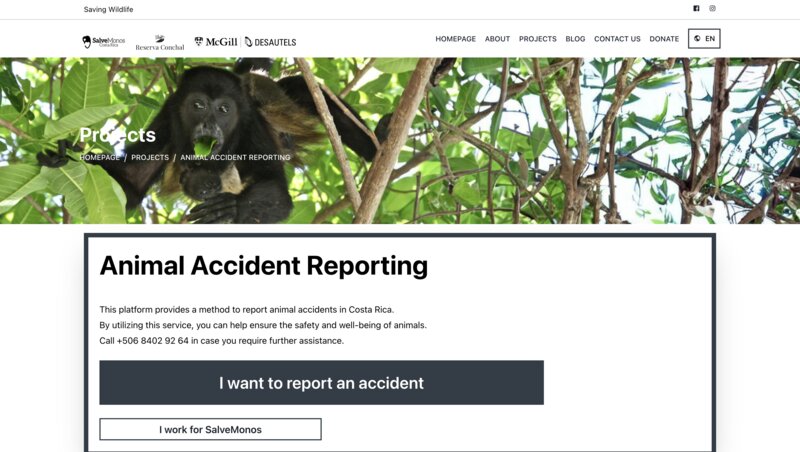 Saving Wildlife
SalveMonos
Costa Rica
Reserva Conchal
McGill
DESAUTELS
HOMEPAGE ABOUT PROJECTS BLOG CONTACT US DONATE EN
Projects
HOMEPAGE / PROJECTS / ANIMAL ACCIDENT REPORTING
Animal Accident Reporting
This platform provides a method to report animal accidents in Costa Rica.
By utilizing this service, you can help ensure the safety and well-being of animals.
Call +506 8402 92 64 in case you require further assistance.
I want to report an accident
I work for SalveMonos